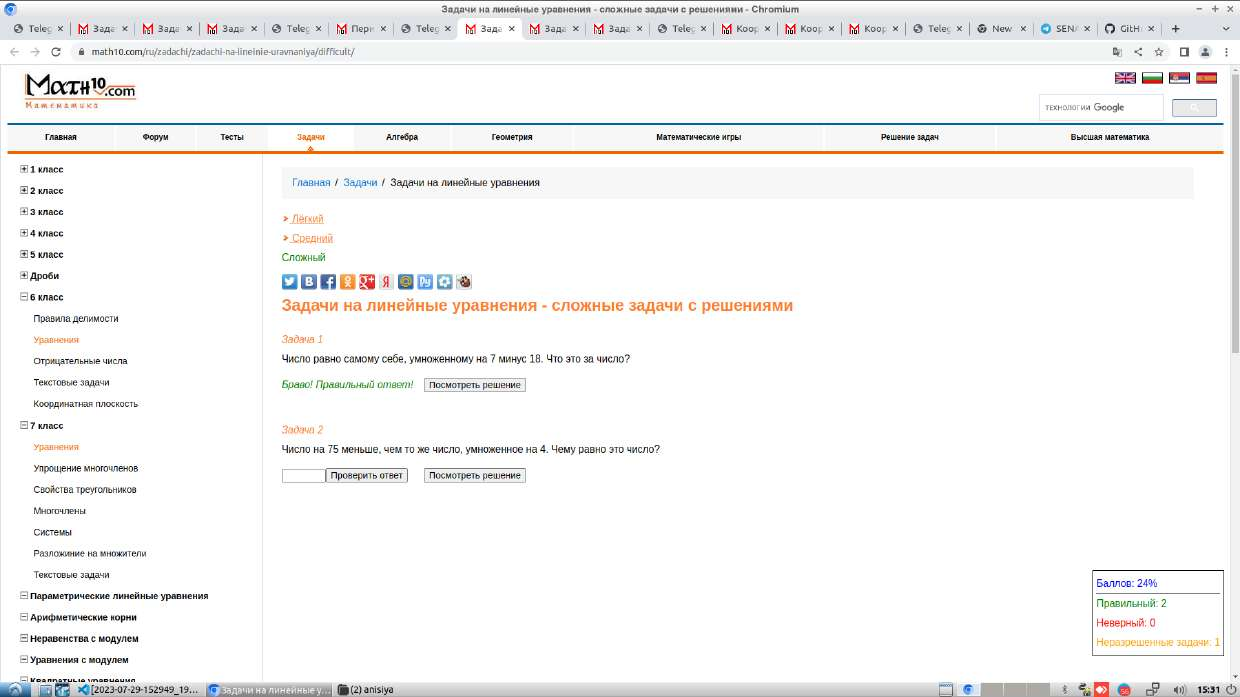 Задачи на линейные уравнения - сложные задачи с решениями - Chromium
Teleg Зада Зада Зада Teleg Перп Teleg Зада Зада Зада Teleg Коор Коор Коор Teleg New SEN GitH
math10.com/ru/zadachi/zadachi-na-lineinie-uravnaniya/difficult/
Math10.com
Математика
технологии Google
Главная Форум Тесты Задачи Алгебра Геометрия Математические игры Решение задач Высшая математика
1 класс
2 класс
3 класс
4 класс
5 класс
Дроби
6 класс
Правила делимости
Уравнения
Отрицательные числа
Текстовые задачи
Координатная плоскость
7 класс
Уравнения
Упрощение многочленов
Свойства треугольников
Многочлены
Системы
Разложиние на множители
Текстовые задачи
Параметрические линейные уравнения
Арифметические корни
Неравенства с модулем
Уравнения с модулем
Квадратные уравнения
Главная / Задачи / Задачи на линейные уравнения
Лёгкий
Средний
Сложный
Задачи на линейные уравнения - сложные задачи с решениями
Задача 1
Число равно самому себе, умноженному на 7 минус 18. Что это за число?
Браво! Правильный ответ! Посмотреть решение
Задача 2
Число на 75 меньше, чем то же число, умноженное на 4. Чему равно это число?
Проверить ответ Посмотреть решение
Баллов: 24%
Правильный: 2
Неверный: 0
Неразрешенные задачи: 1
[2023-07-29-152949_19... Задачи на линейные у... (2) anisiya 15:31